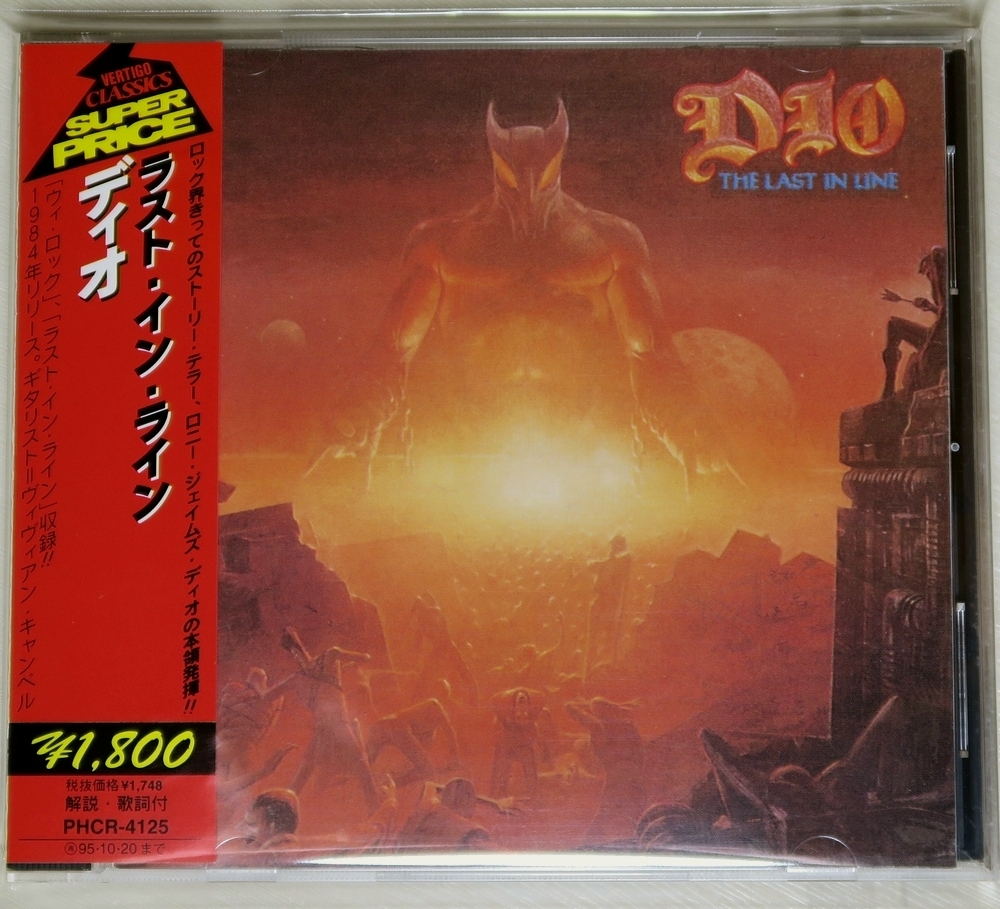 VERTIGO
CLASSICS
SUPER
PRICE
ロック界きってのストーリー・テラー、ロニー・ジェイムズ・ディオの本領発揮!!
ラスト・イン・ライン
ディオ
「ウィ・ロック」、「ラスト・イン・ライン」収録!!
1984年リリース。ギタリスト=ヴィヴィアン・キャンベル
¥1,800
税抜価格¥1,748
解説・歌詞付
PHCR-4125
Ⓡ95・10・20まで
DIO
THE LAST IN LINE